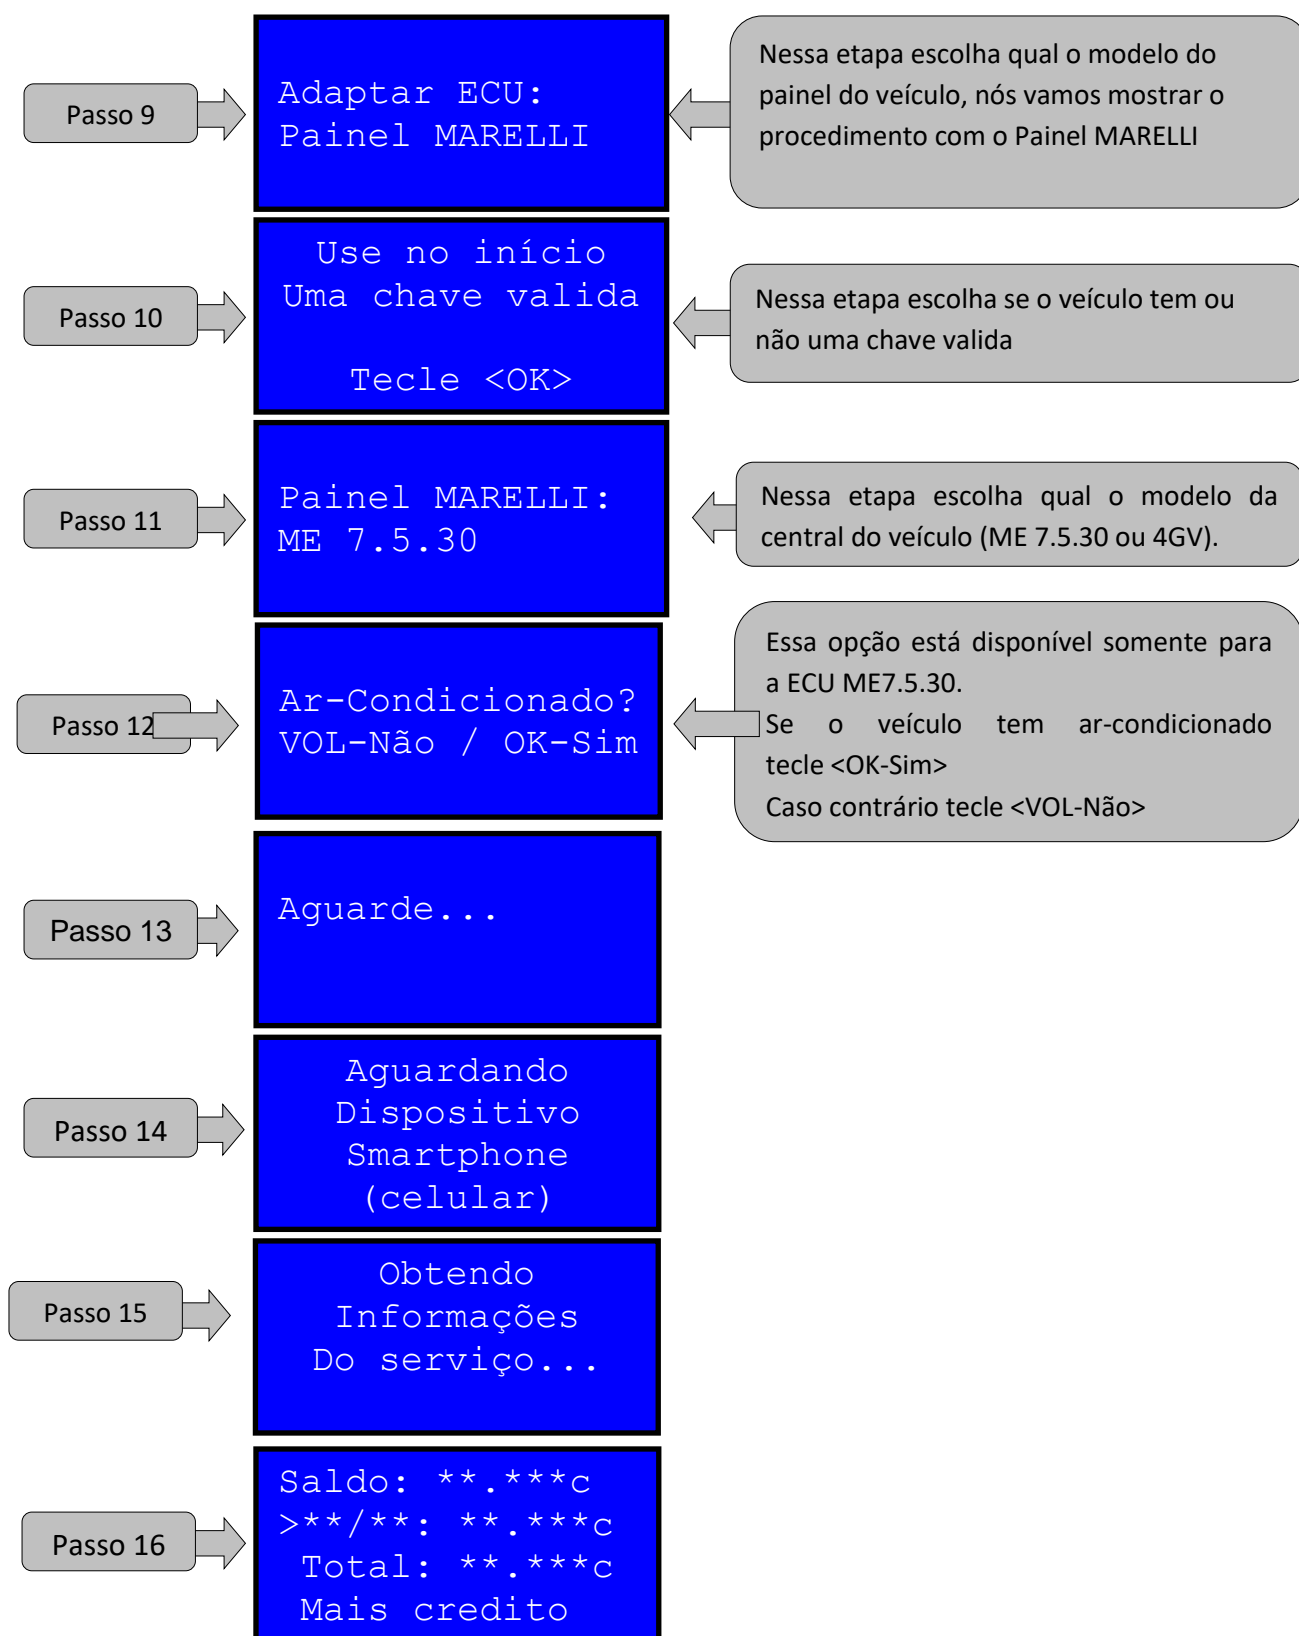 Passo 9
Adaptar ECU:
Painel MARELLI
Nessa etapa escolha qual o modelo do
painel do veículo, nós vamos mostrar o
procedimento com o Painel MARELLI
Passo 10
Use no início
Uma chave valida
Tecle <OK>
Nessa etapa escolha se o veículo tem ou
não uma chave valida
Passo 11
Painel MARELLI:
ME 7.5.30
Nessa etapa escolha qual o modelo da
central do veículo (ME 7.5.30 ou 4GV).
Passo 12
Ar-Condicionado?
VOL-Não / OK-Sim
Essa opção está disponível somente para
a ECU ME7.5.30.
Se o veículo tem ar-condicionado
tecle <OK-Sim>
Caso contrário tecle <VOL-Não>
Passo 13
Aguarde...
Passo 14
Aguardando
Dispositivo
Smartphone
(celular)
Passo 15
Obtendo
Informações
Do serviço...
Passo 16
Saldo: **.***c
>**/**: **.***c
Total: **.***c
Mais credito